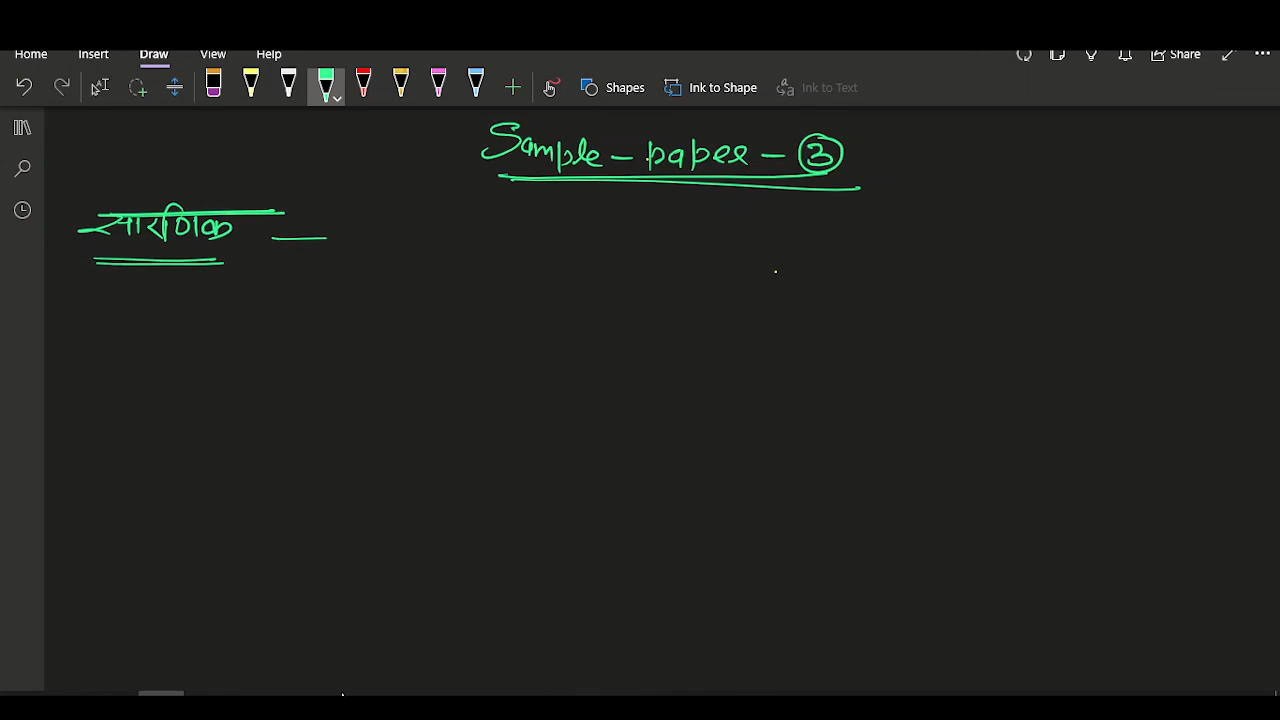 Home Insert Draw View Help Share
Shapes Ink to Shape Ink to Text
Sample - paper - 3
सारणिक —